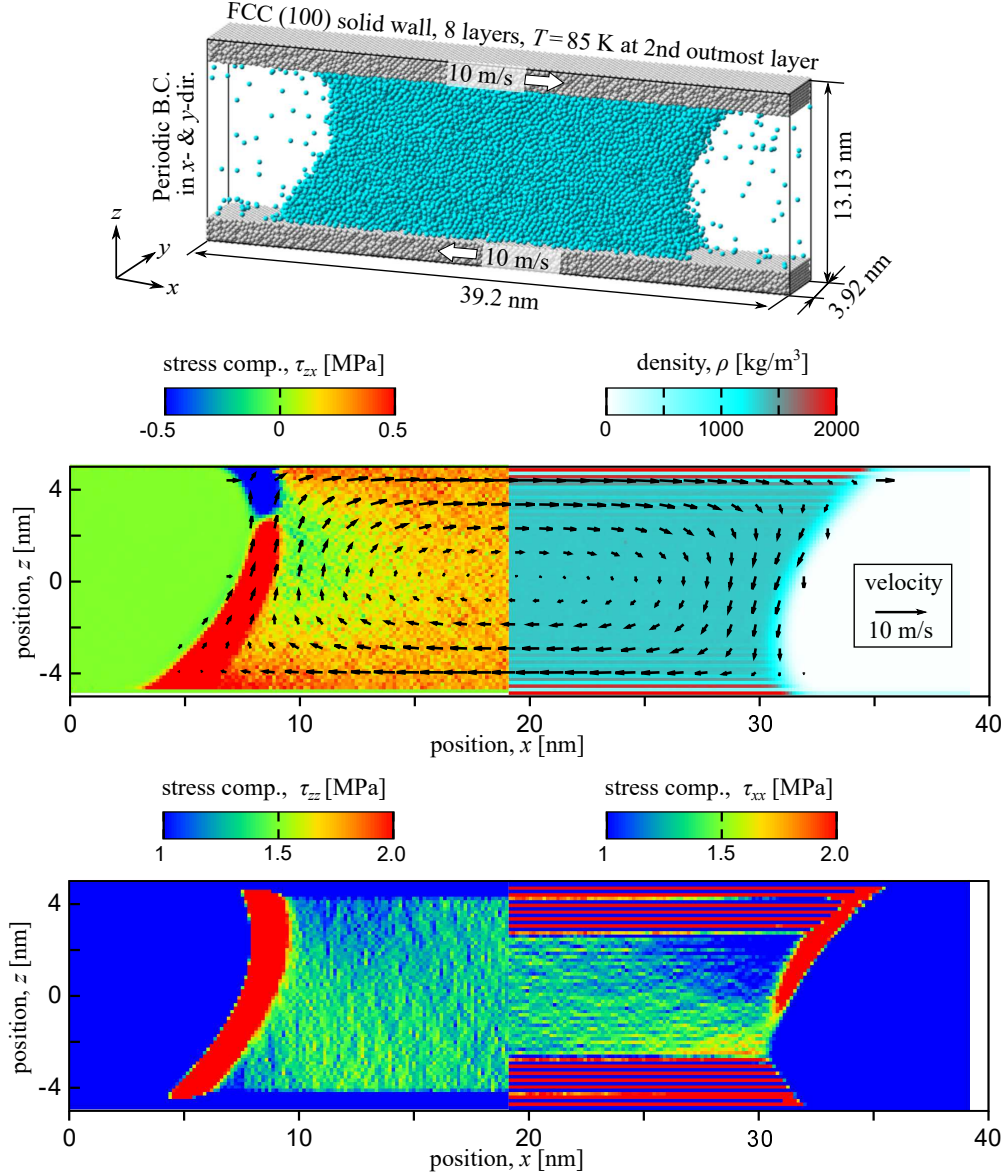 FCC (100) solid wall, 8 layers, T=85 K at 2nd outmost layer
10 m/s
Periodic B.C.
in x- & y-dir.
13.13 nm
z
y
x
10 m/s
39.2 nm
3.92 nm
stress comp., τzx [MPa]
-0.5 0 0.5
density, ρ [kg/m³]
0 1000 2000
position, z [nm]
4
0
-4
velocity
10 m/s
0 10 20 30 40
position, x [nm]
stress comp., τzz [MPa]
1 1.5 2.0
stress comp., τxx [MPa]
1 1.5 2.0
position, z [nm]
4
0
-4
0 10 20 30 40
position, x [nm]